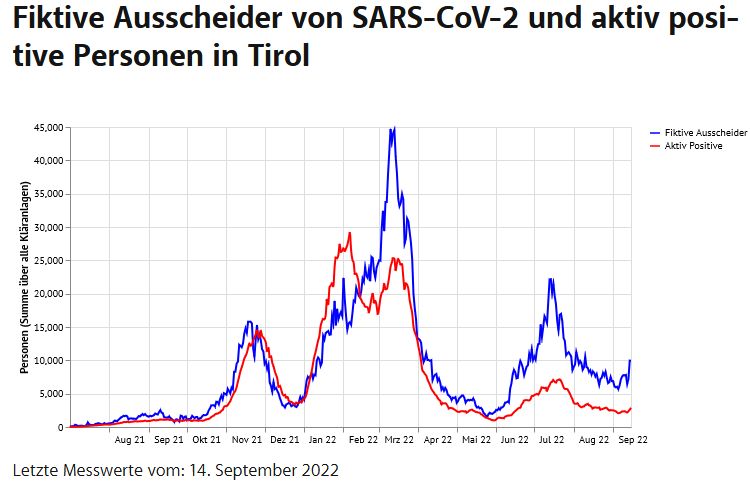 Fiktive Ausscheider von SARS-CoV-2 und aktiv posi-
tive Personen in Tirol
45,000
40,000
35,000
30,000
25,000
20,000
15,000
10,000
5,000
0
Personen (Summe über alle Kläranlagen)
Fiktive Ausscheider
Aktiv Positive
Aug 21 Sep 21 Okt 21 Nov 21 Dez 21 Jan 22 Feb 22 Mrz 22 Apr 22 Mai 22 Jun 22 Jul 22 Aug 22 Sep 22
Letzte Messwerte vom: 14. September 2022